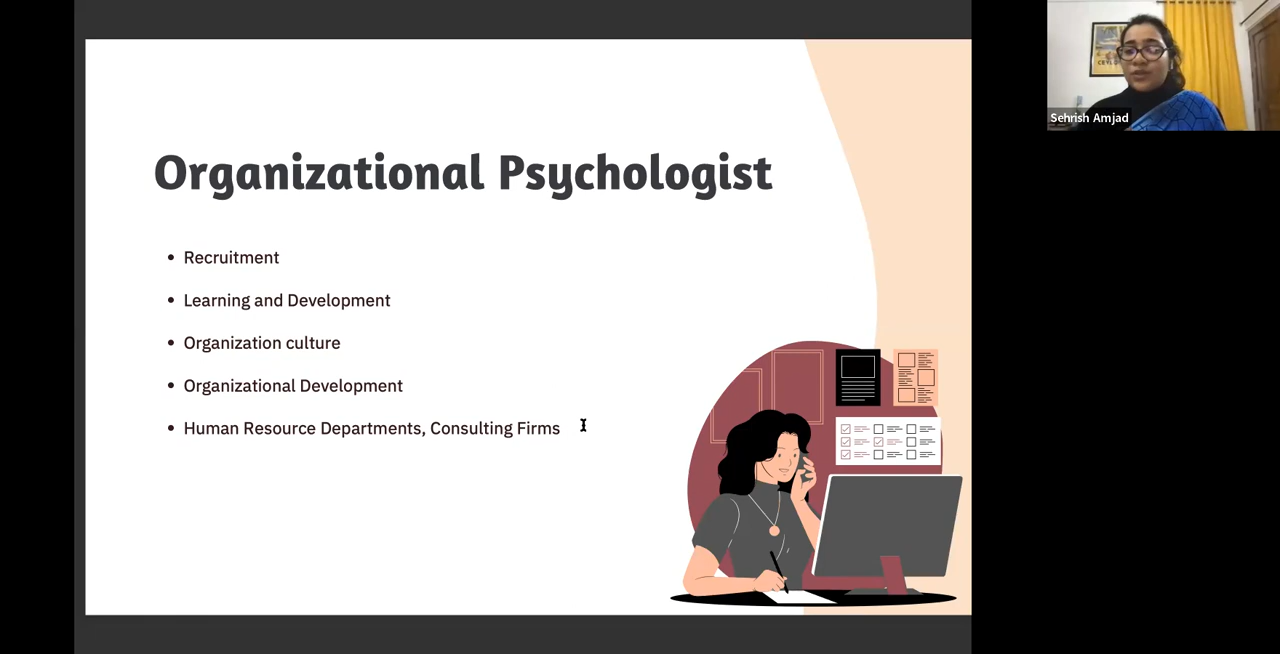 Organizational Psychologist
• Recruitment
• Learning and Development
• Organization culture
• Organizational Development
• Human Resource Departments, Consulting Firms
Sehrish Amjad